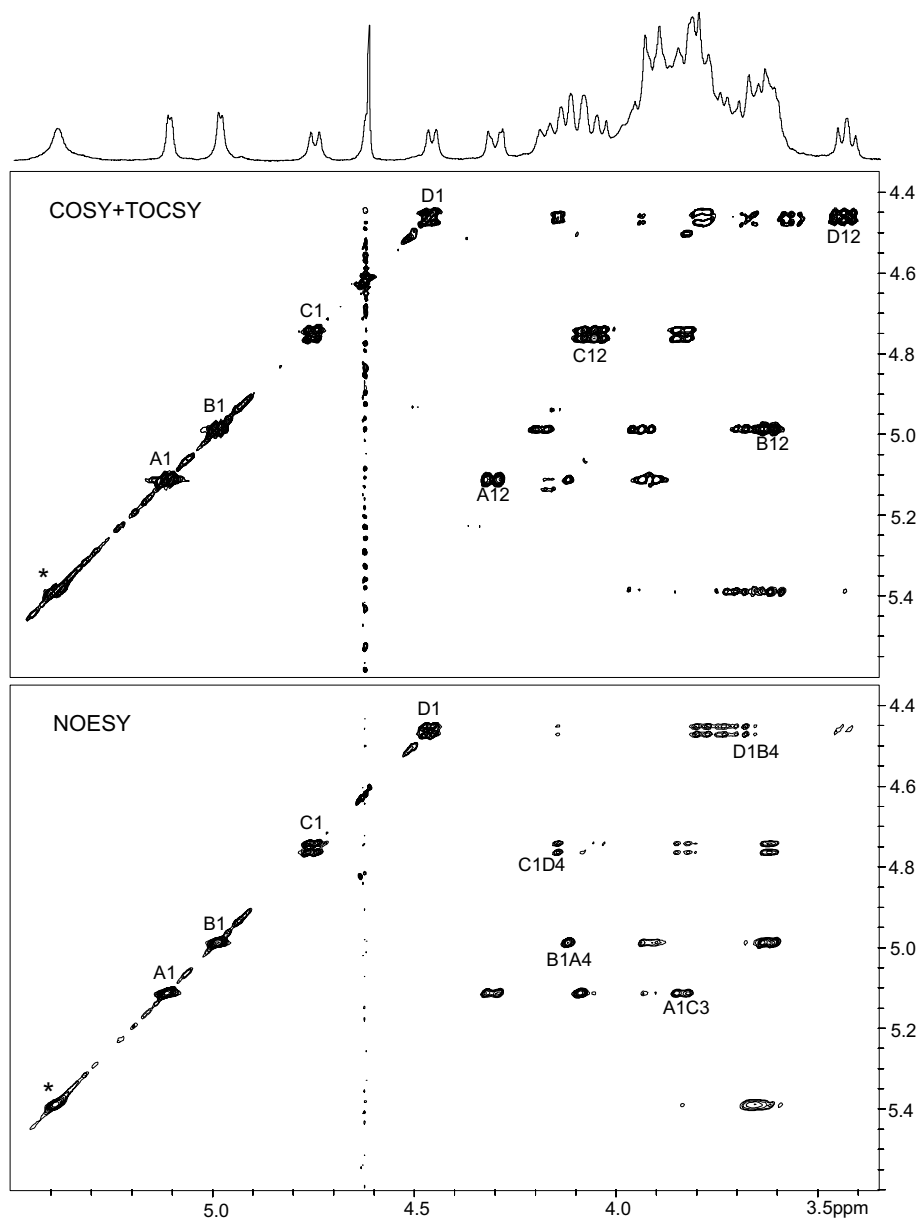 COSY+TOCSY
D1
4.4
D12
4.6
C1
4.8
C12
B1
5.0
B12
A1
A12
5.2
*
5.4
NOESY
D1
4.4
D1B4
4.6
C1
4.8
C1D4
B1
5.0
B1A4
A1
A1C3
5.2
*
5.4
5.0 4.5 4.0 3.5ppm